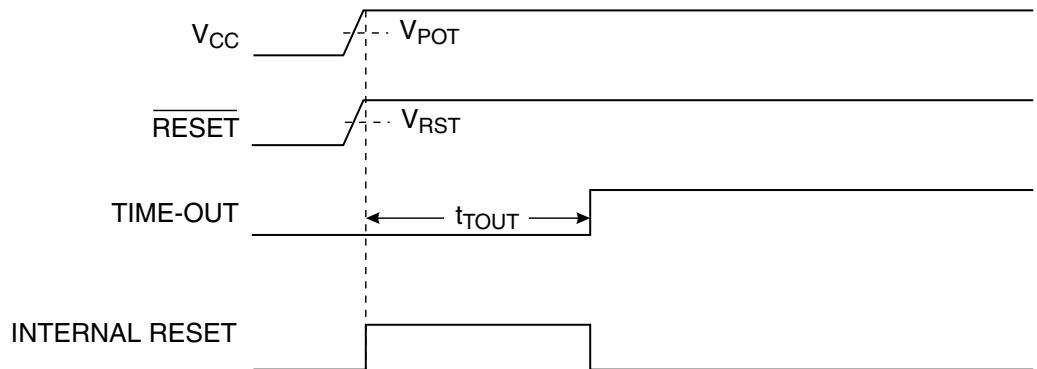 VCC
VPOT
RESET
VRST
TIME-OUT
tTOUT
INTERNAL RESET